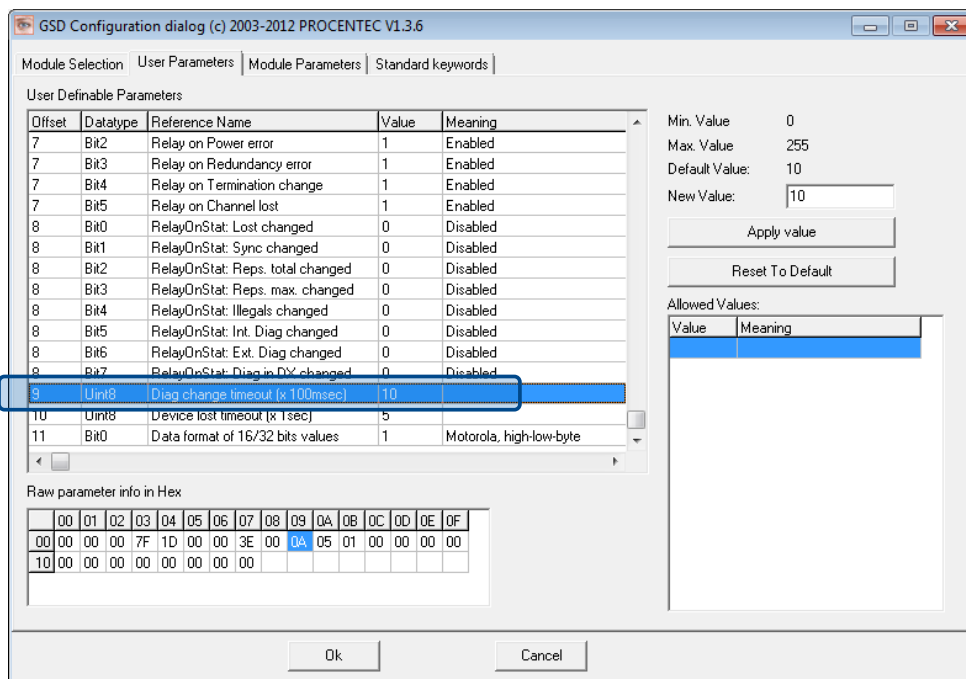 GSD Configuration dialog (c) 2003-2012 PROCENTEC V1.3.6
Module Selection User Parameters Module Parameters Standard keywords
User Definable Parameters
Offset Datatype Reference Name Value Meaning
7 Bit2 Relay on Power error 1 Enabled
7 Bit3 Relay on Redundancy error 1 Enabled
7 Bit4 Relay on Termination change 1 Enabled
7 Bit5 Relay on Channel lost 1 Enabled
8 Bit0 RelayOnStat: Lost changed 0 Disabled
8 Bit1 RelayOnStat: Sync changed 0 Disabled
8 Bit2 RelayOnStat: Reps. total changed 0 Disabled
8 Bit3 RelayOnStat: Reps. max. changed 0 Disabled
8 Bit4 RelayOnStat: Illegals changed 0 Disabled
8 Bit5 RelayOnStat: Int. Diag changed 0 Disabled
8 Bit6 RelayOnStat: Ext. Diag changed 0 Disabled
8 Bit7 RelayOnStat: Diag in DX changed 0 Disabled
9 Uint8 Diag change timeout (x 100msec) 10
10 Uint8 Device lost timeout (x 1sec) 5
11 Bit0 Data format of 16/32 bits values 1 Motorola, high-low-byte
Min. Value 0
Max. Value 255
Default Value: 10
New Value: 10
Apply value
Reset To Default
Allowed Values:
Value Meaning
Raw parameter info in Hex
00 01 02 03 04 05 06 07 08 09 0A 0B 0C 0D 0E 0F
00 00 00 00 7F 1D 00 00 3E 00 0A 05 01 00 00 00 00
10 00 00 00 00 00 00 00 00
Ok Cancel